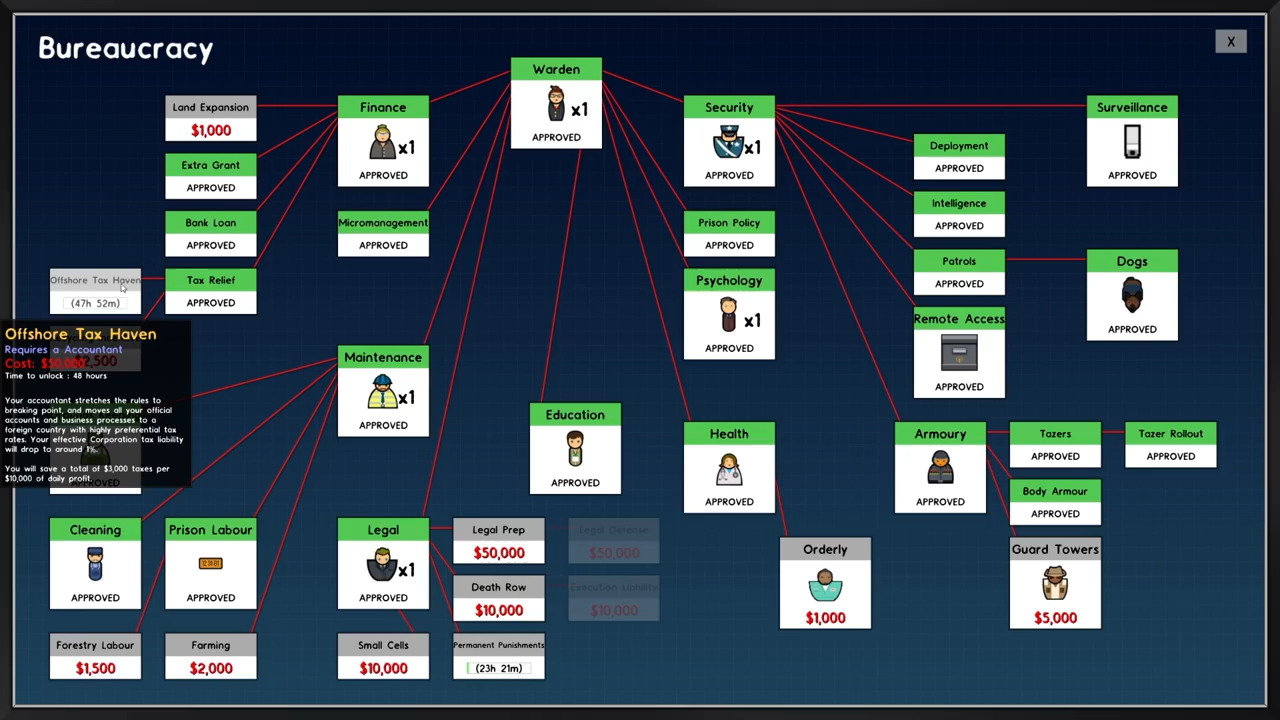 Bureaucracy
X
Warden
x1
APPROVED
Land Expansion
$1,000
Finance
x1
APPROVED
Security
x1
APPROVED
Surveillance
APPROVED
Deployment
APPROVED
Extra Grant
APPROVED
Intelligence
APPROVED
Bank Loan
APPROVED
Micromanagement
APPROVED
Prison Policy
APPROVED
Patrols
APPROVED
Dogs
APPROVED
Offshore Tax Haven
(47h 52m)
Tax Relief
APPROVED
Psychology
x1
APPROVED
Remote Access
APPROVED
Offshore Tax Haven
Requires a Accountant
Cost: $50,000
Time to unlock : 48 hours
Your accountant stretches the rules to
breaking point, and moves all your official
accounts and business processes to a
foreign country with highly preferential tax
rates. Your effective Corporation tax liability
will drop to around 1%.
You will save a total of $3,000 taxes per
$10,000 of daily profit.
APPROVED
Maintenance
x1
APPROVED
Education
APPROVED
Health
APPROVED
Armoury
APPROVED
Tazers
APPROVED
Tazer Rollout
APPROVED
Body Armour
APPROVED
Cleaning
APPROVED
Prison Labour
APPROVED
Legal
x1
APPROVED
Legal Prep
$50,000
Legal Defense
$50,000
Death Row
$10,000
Execution Liability
$10,000
Orderly
$1,000
Guard Towers
$5,000
Forestry Labour
$1,500
Farming
$2,000
Small Cells
$10,000
Permanent Punishments
(23h 21m)